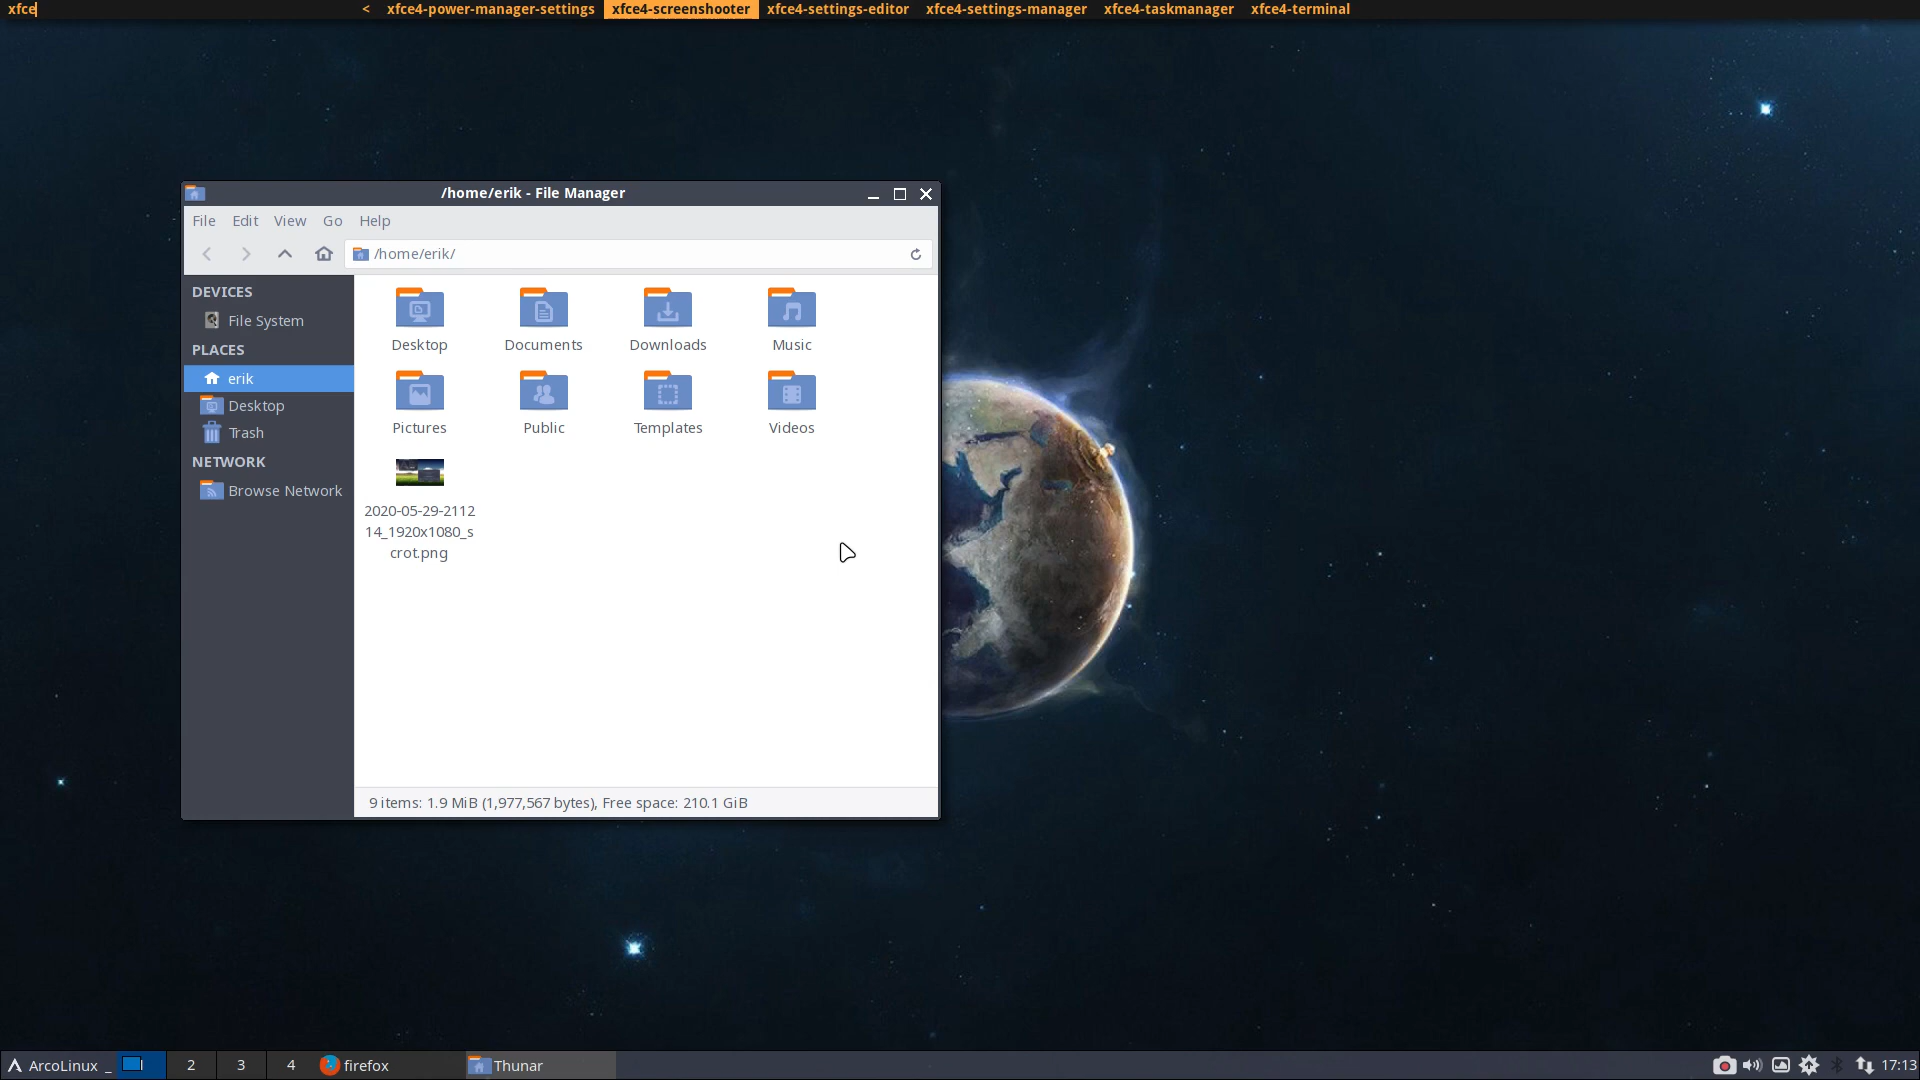 xfce < xfce4-power-manager-settings xfce4-screenshooter xfce4-settings-editor xfce4-settings-manager xfce4-taskmanager xfce4-terminal
/home/erik - File Manager
File Edit View Go Help
/home/erik/
DEVICES
File System
PLACES
erik
Desktop
Trash
NETWORK
Browse Network
Desktop Documents Downloads Music
Pictures Public Templates Videos
2020-05-29-2112
14_1920x1080_s
crot.png
9 items: 1.9 MiB (1,977,567 bytes), Free space: 210.1 GiB
ArcoLinux _ 2 3 4 firefox Thunar 17:13